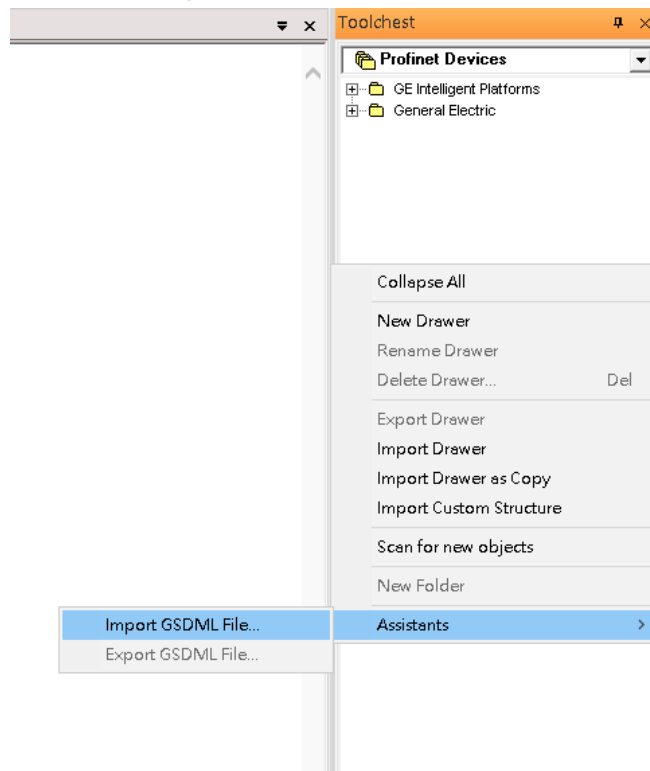 Toolchest
Profinet Devices
GE Intelligent Platforms
General Electric
Collapse All
New Drawer
Rename Drawer
Delete Drawer... Del
Export Drawer
Import Drawer
Import Drawer as Copy
Import Custom Structure
Scan for new objects
New Folder
Import GSDML File... Assistants
Export GSDML File...